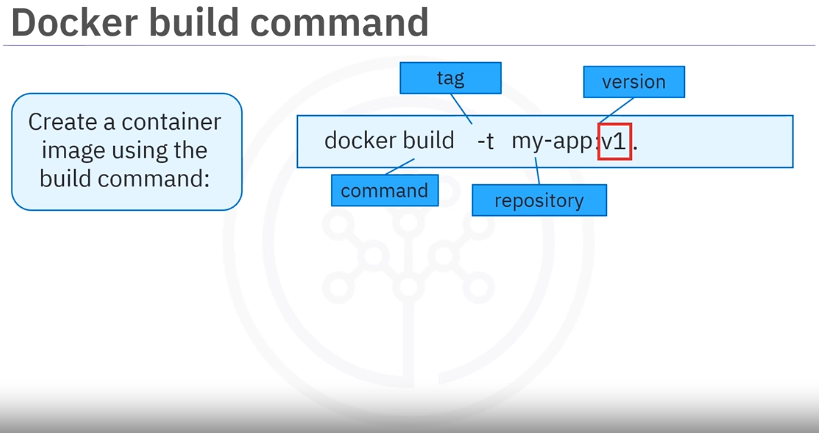 Docker build command
Create a container
image using the
build command:
tag
version
docker build -t my-app:v1.
command
repository